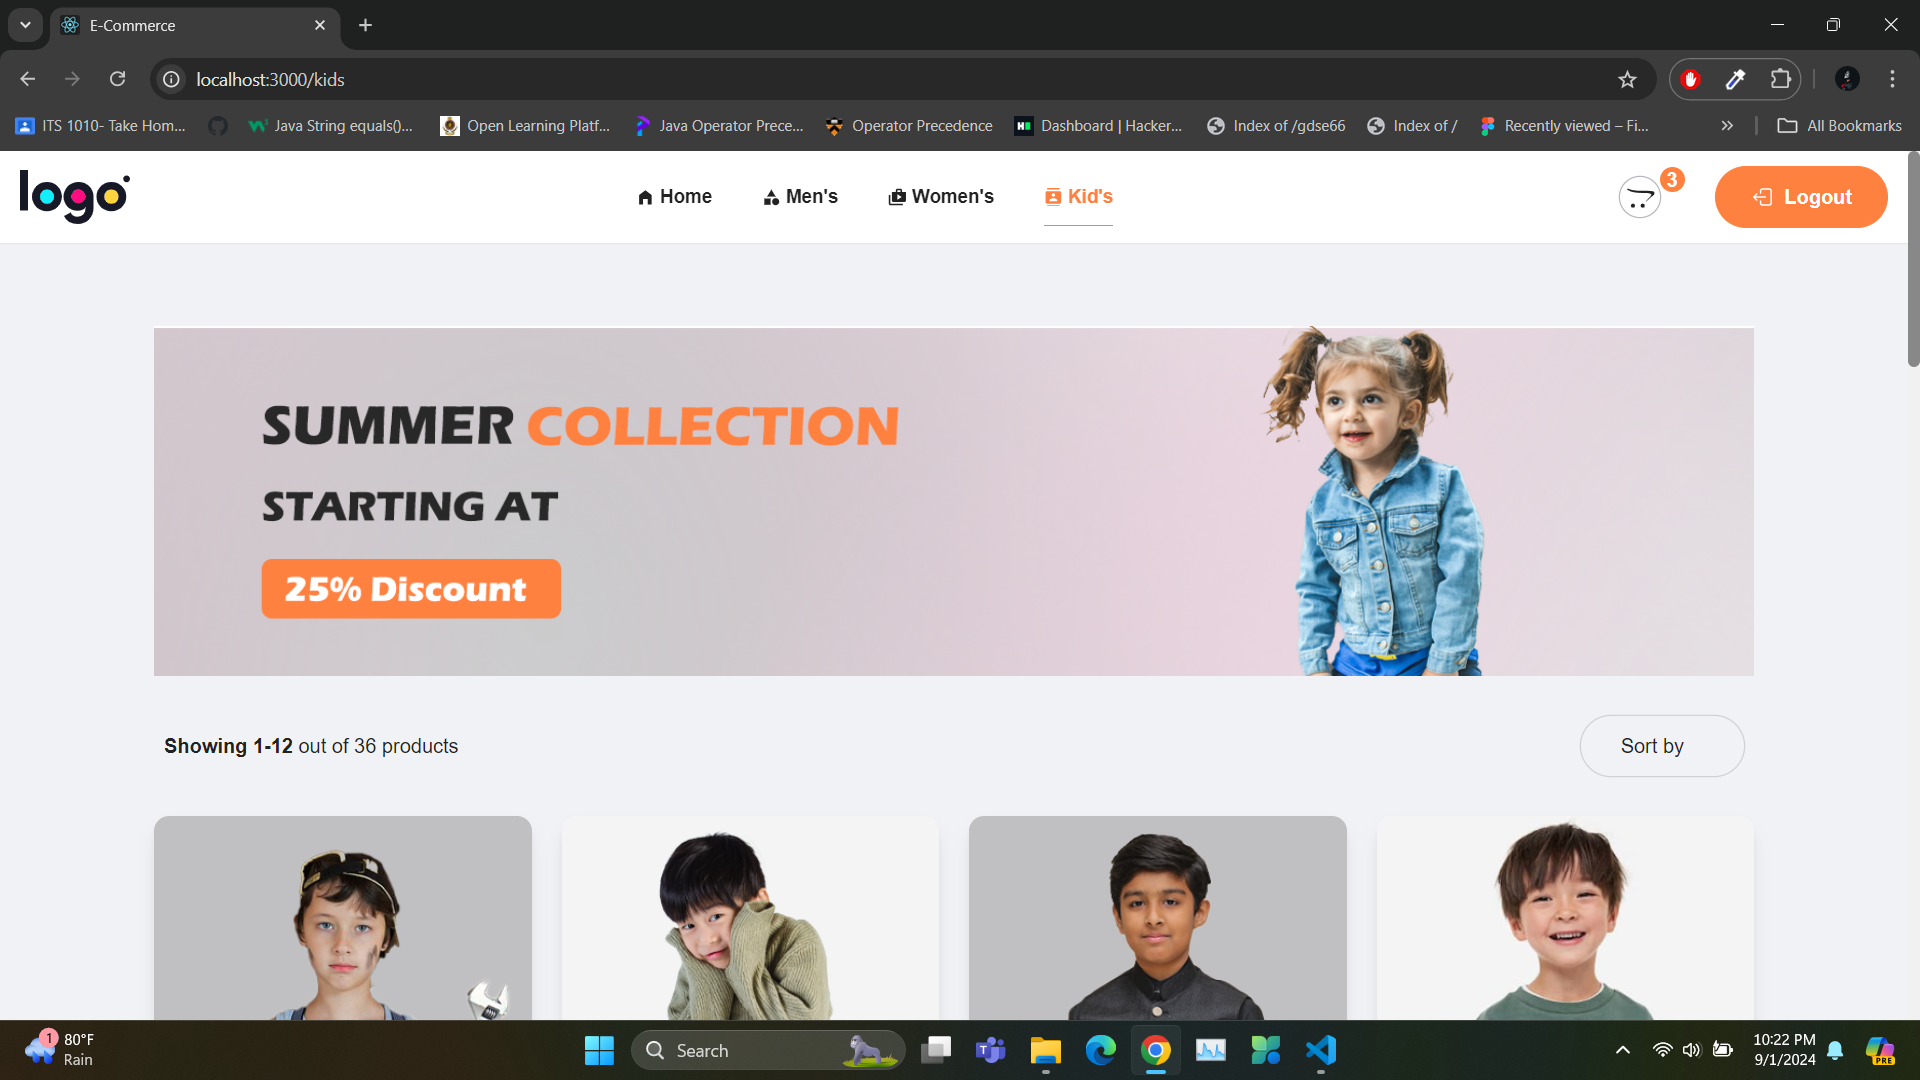 E-Commerce
localhost:3000/kids
ITS 1010- Take Hom...
Java String equals()...
Open Learning Platf...
Java Operator Prece...
Operator Precedence
Dashboard | Hacker...
Index of /gdse66
Index of /
Recently viewed – Fi...
All Bookmarks
logo
Home
Men's
Women's
Kid's
3
Logout
SUMMER COLLECTION
STARTING AT
25% Discount
Showing 1-12 out of 36 products
Sort by
1
80°F
Rain
Search
10:22 PM
9/1/2024
PRE